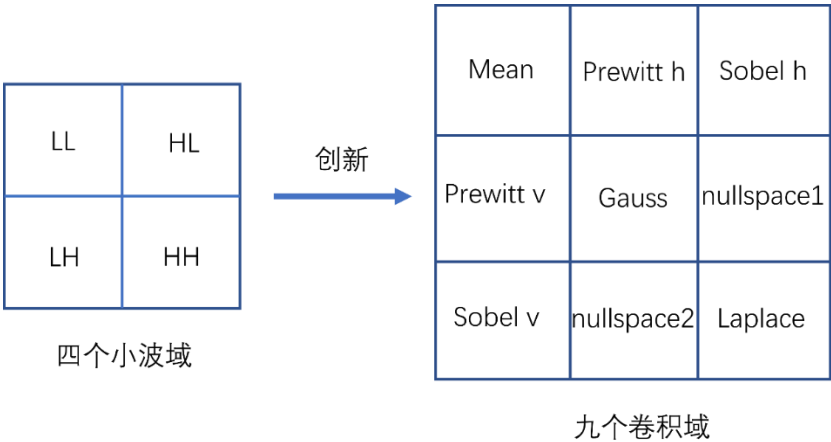 LL
HL
LH
HH
四个小波域
创新
Mean
Prewitt h
Sobel h
Prewitt v
Gauss
nullspace1
Sobel v
nullspace2
Laplace
九个卷积域